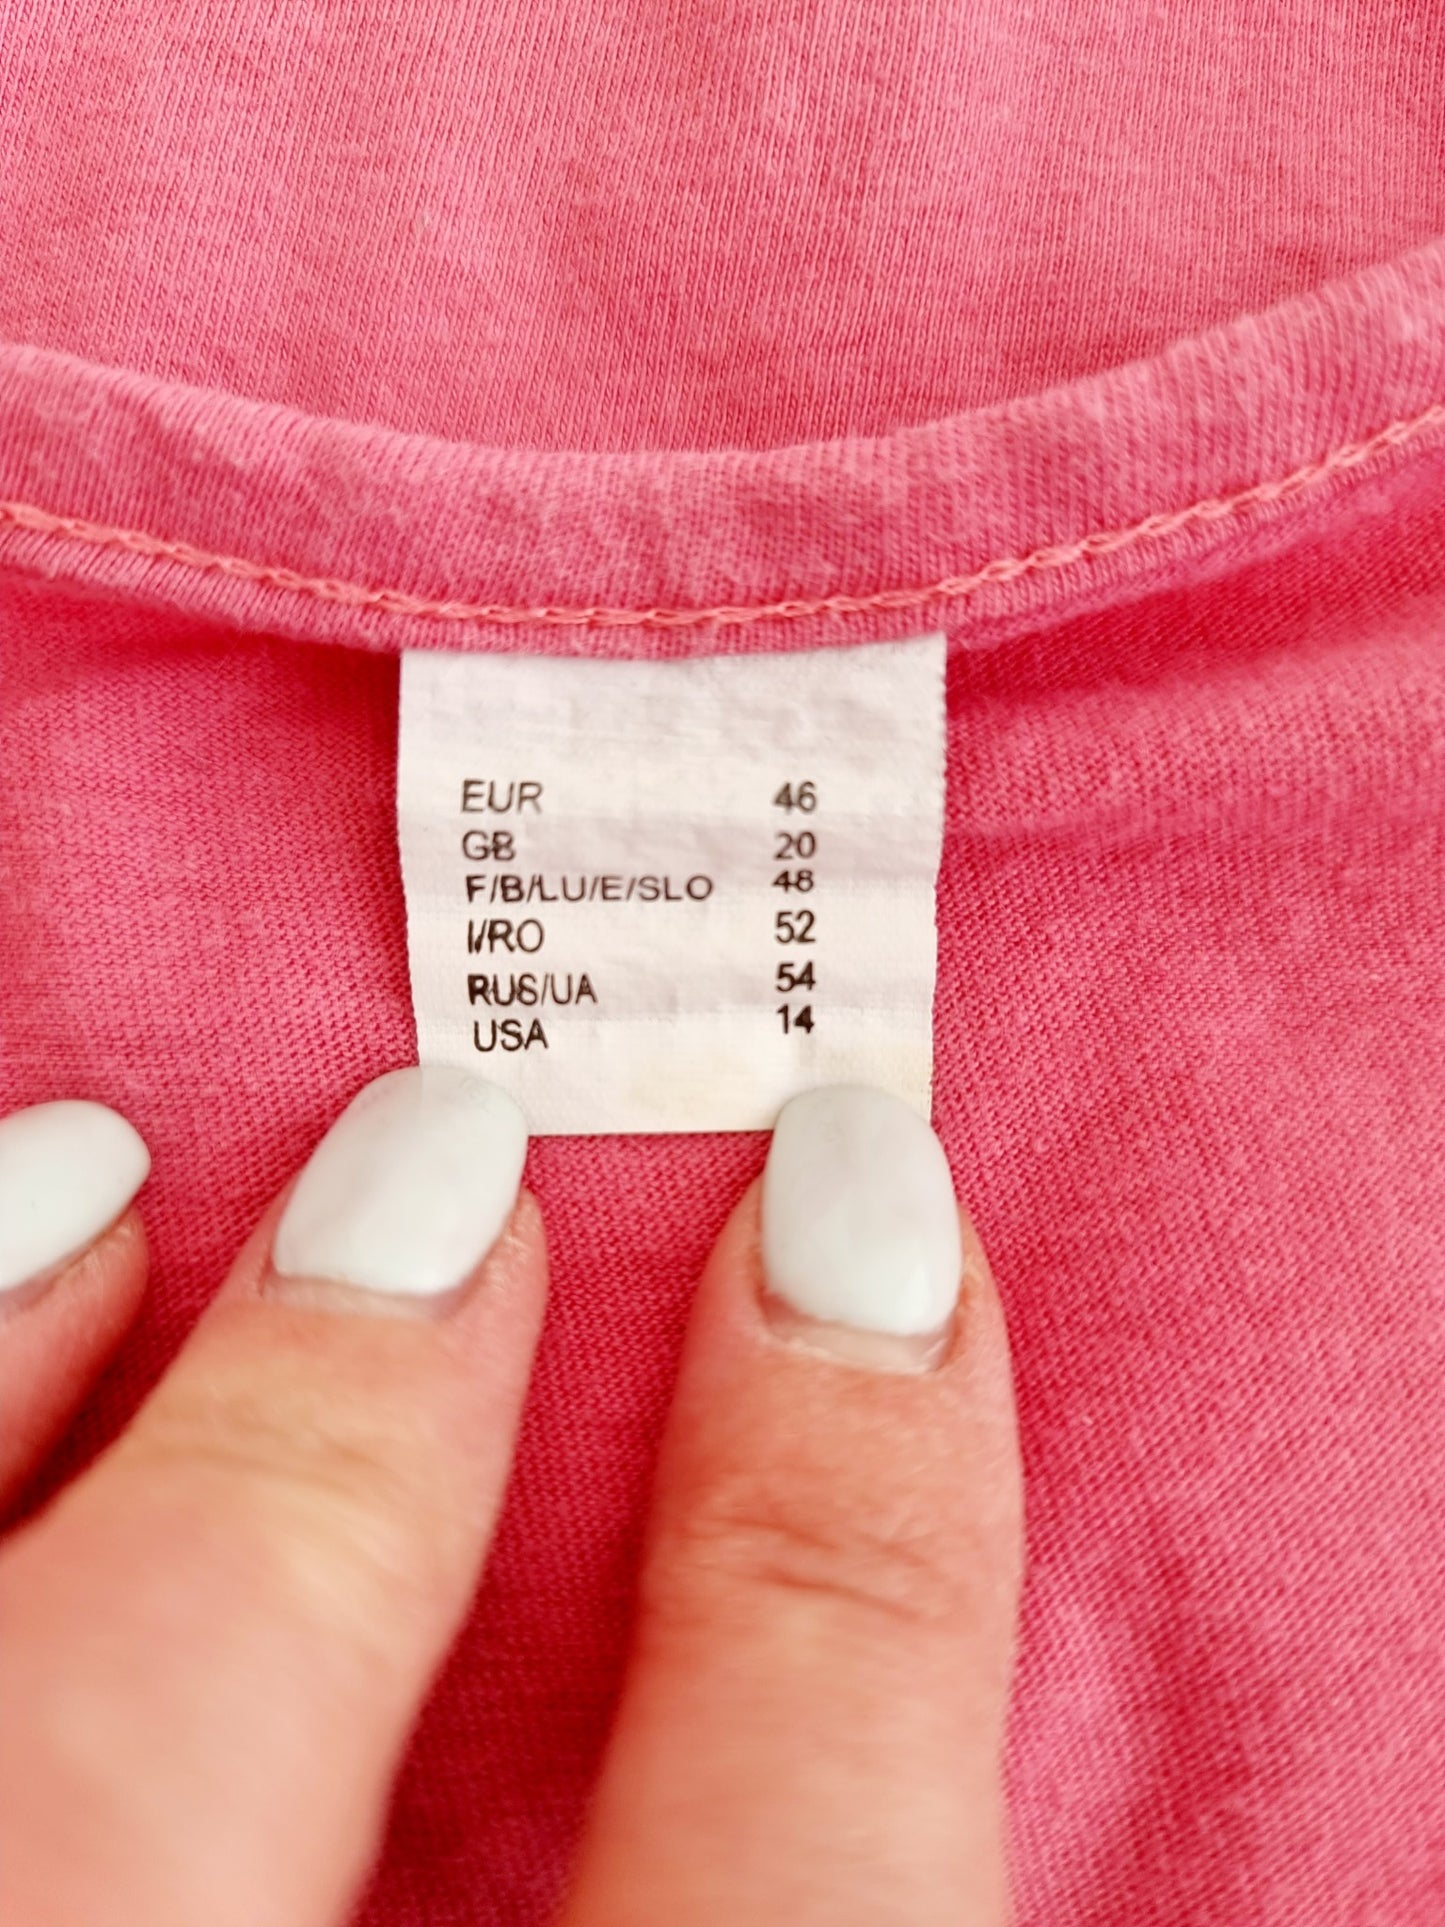 EUR 46
GB 20
F/B/LU/E/SLO 48
I/RO 52
RUS/UA 54
USA 14